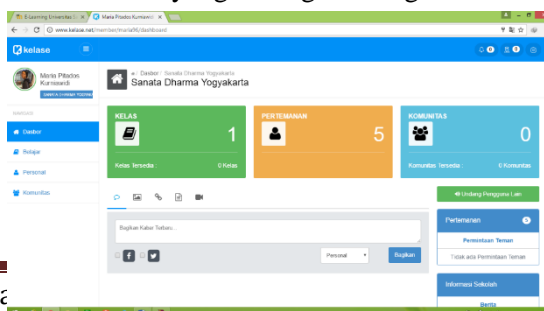 E-Learning Universitas S
Maria Pitados Kurniawan
www.kelase.net/member/maria96/dashboard
kelase
0
0
Maria Pitados
Kurniawati
Dasbor
Sanata Dharma Yogyakarta
Sanata Dharma Yogyakarta
Dasbor
Belajar
Personal
Komunitas
KELAS
1
Kelas Tersedia :
0 Kelas
PERTEMANAN
5
KOMUNITAS
0
Komunitas Tersedia :
0 Komunitas
Bagikan Kabar Terbaru...
Personal
Bagikan
Undang Pengguna Lain
Pertemanan
Permintaan Teman
Tidak ada Permintaan Teman
Informasi Sekolah
Berita